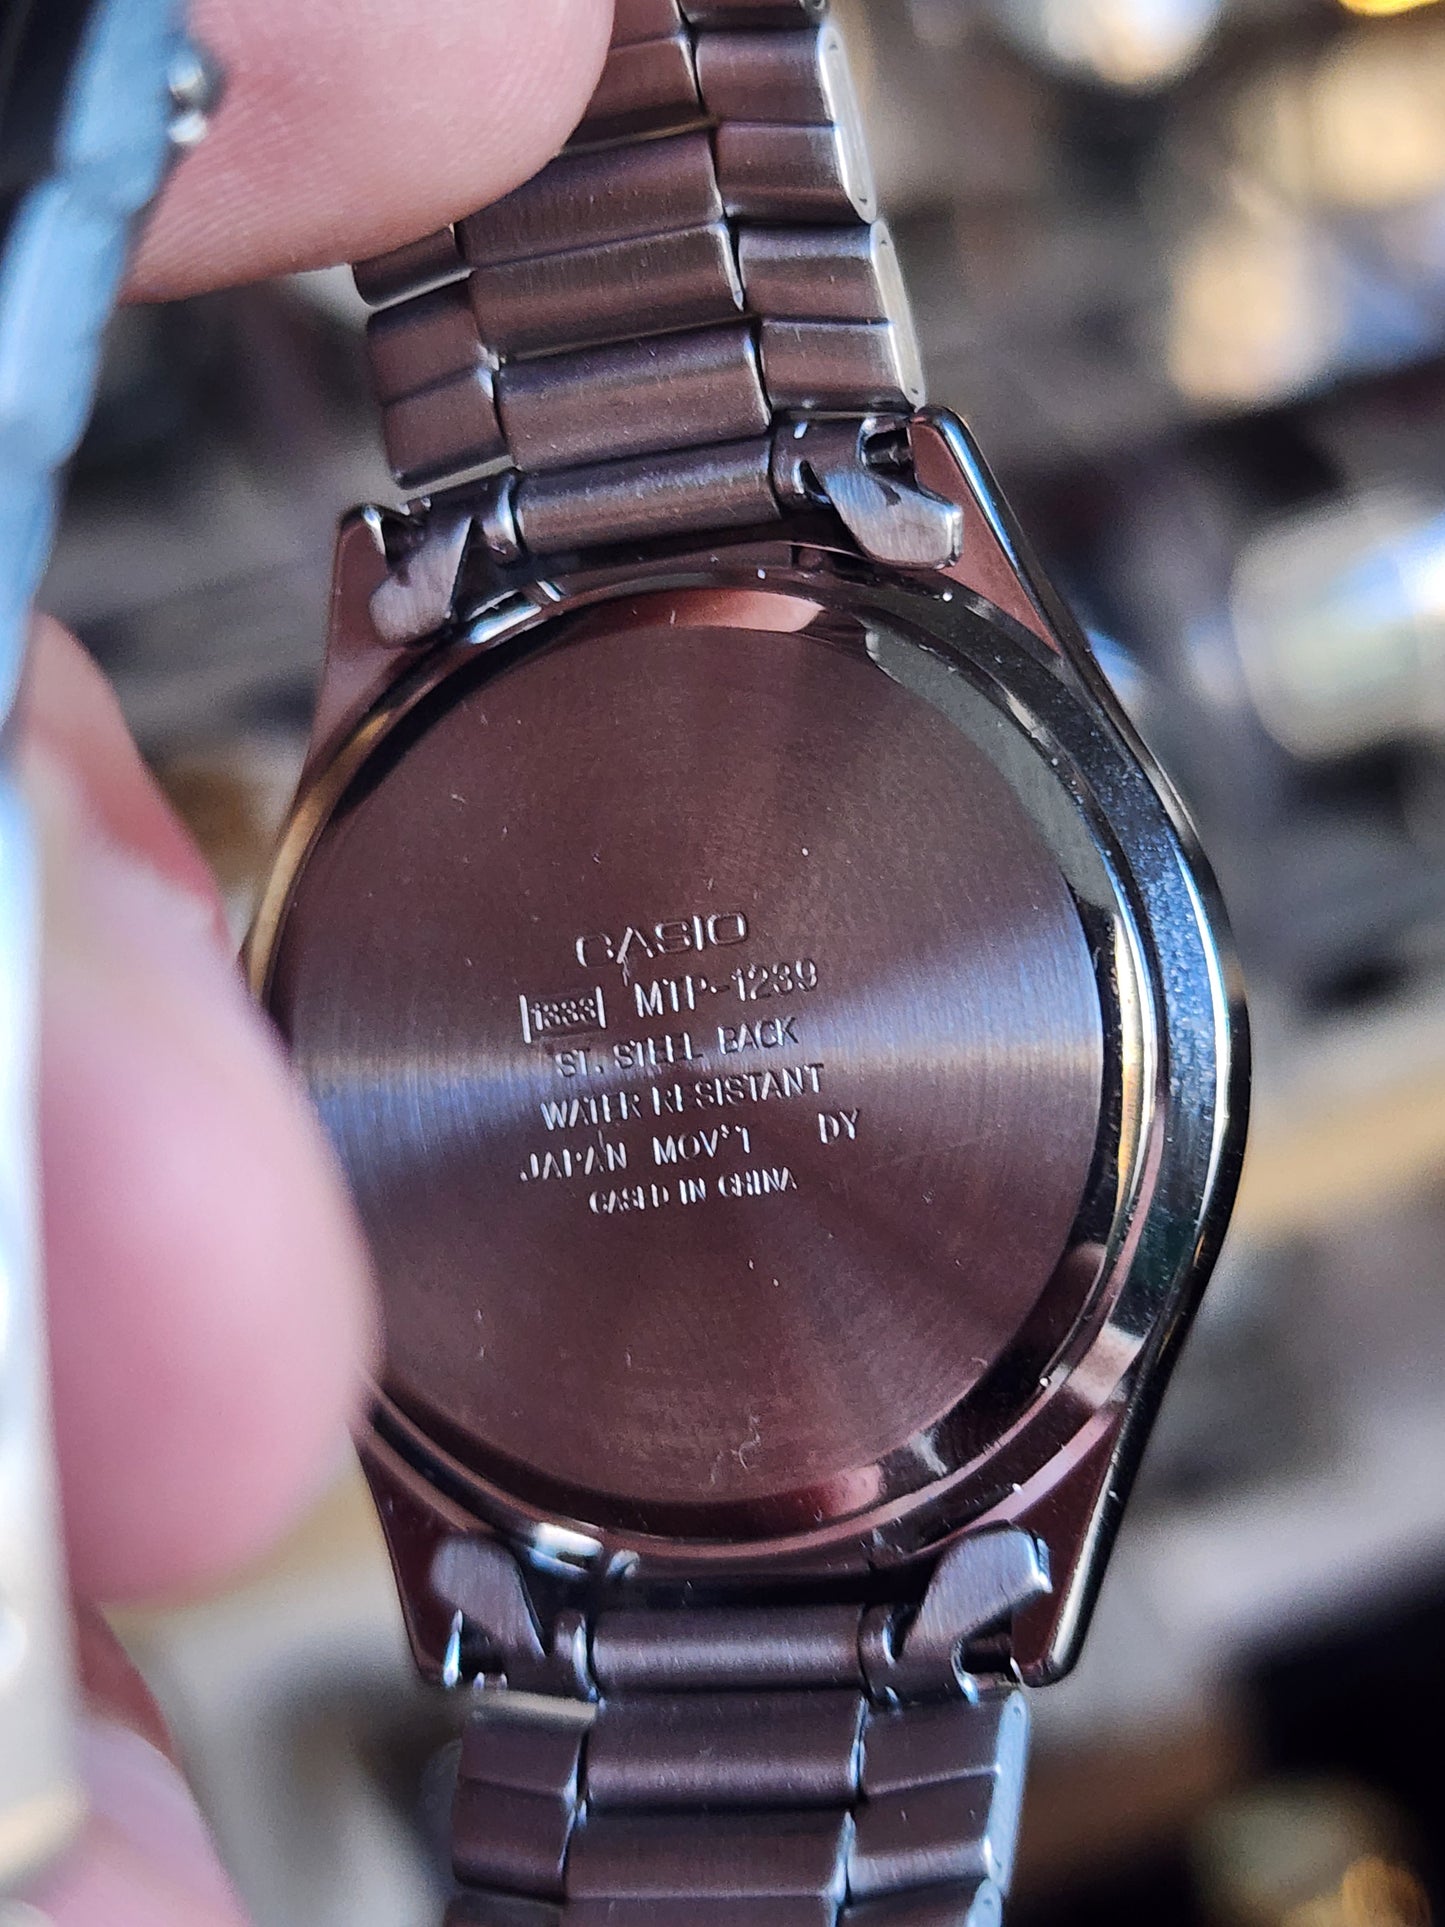 CASIO
1333 MTP-1239
ST. STEEL BACK
WATER RESISTANT
JAPAN MOV'T DY
CASED IN CHINA